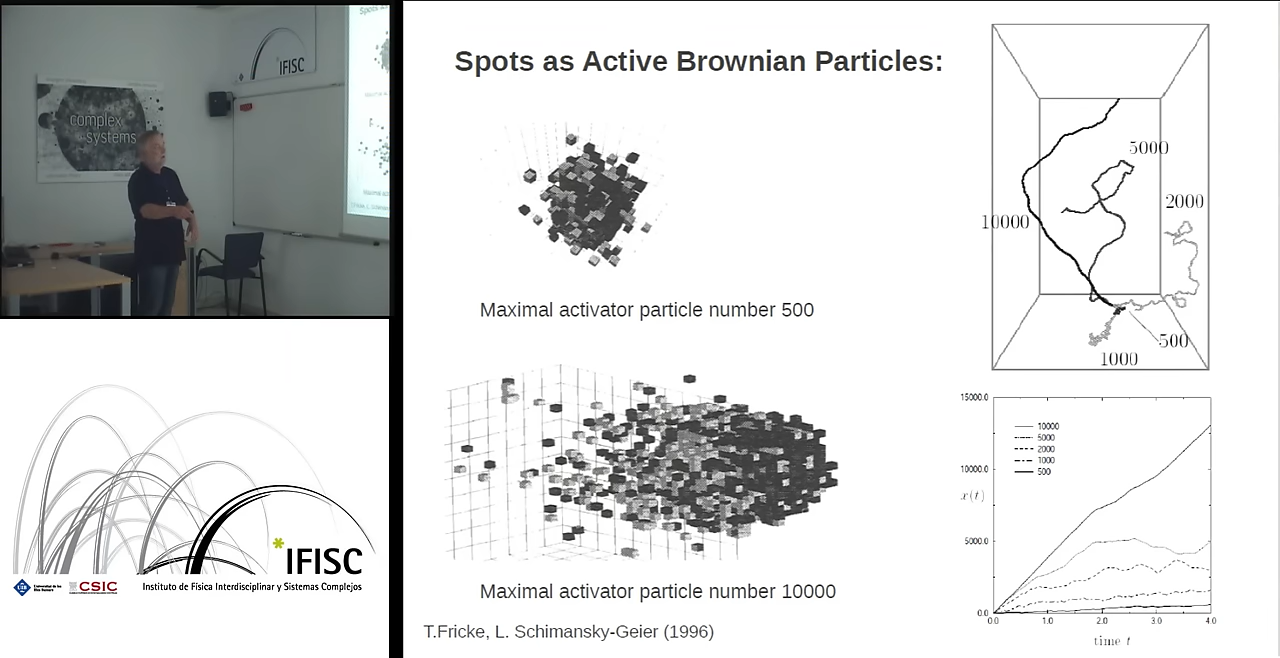 complex
systems
IFISC
Spots as Active Brownian Particles:
Maximal activator particle number 500
Maximal activator particle number 10000
T.Fricke, L. Schimansky-Geier (1996)
5000
2000
10000
500
1000
15000.0
10000.0
x(t)
5000.0
0.0
10000
5000
2000
1000
500
0.0 1.0 2.0 3.0 4.0
time t
IFISC
CSIC
Instituto de Física Interdisciplinar y Sistemas Complejos